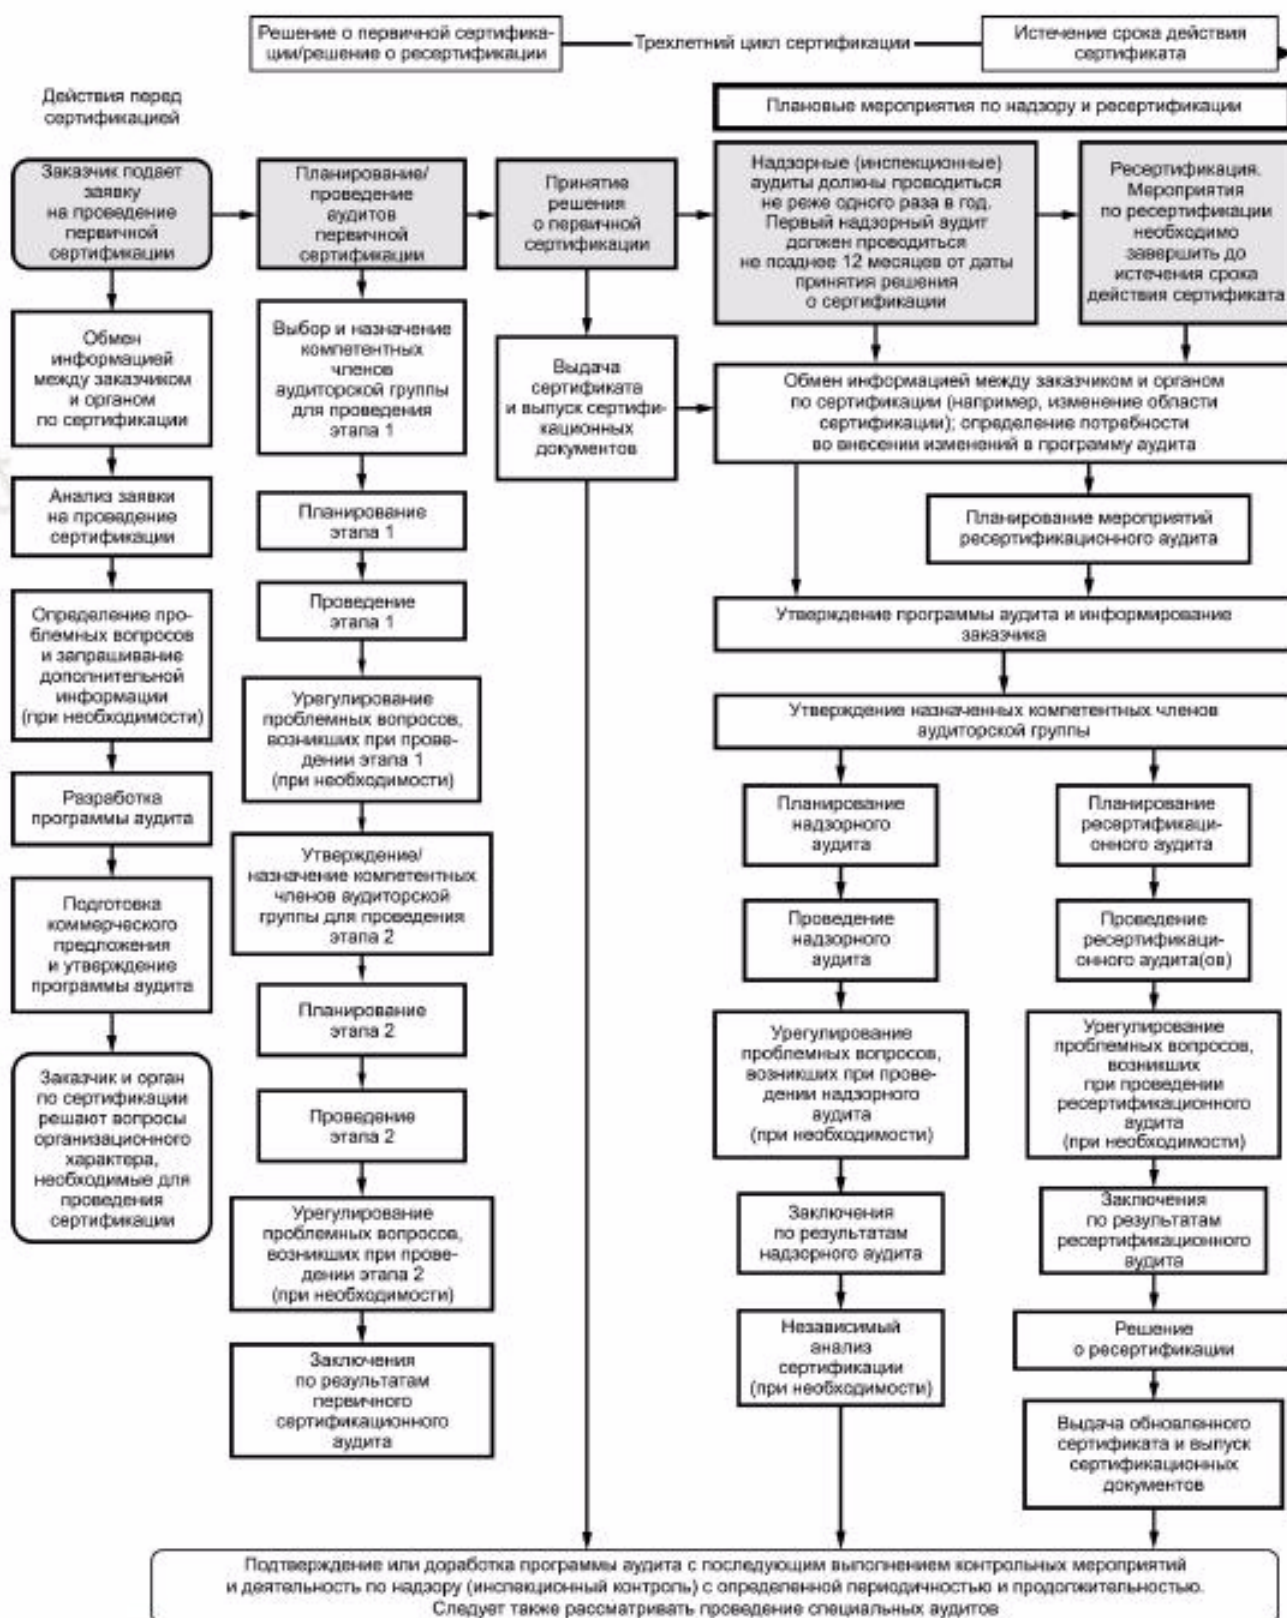 Решение о первичной сертифика-
ции/решение о ресертификации
Трехлетний цикл сертификации
Истечение срока действия
сертификата
Действия перед
сертификацией
Плановые мероприятия по надзору и ресертификации
Заказчик подает
заявку
на проведение
первичной
сертификации
Планирование/
проведение
аудитов
первичной
сертификации
Принятие
решения
о первичной
сертификации
Надзорные (инспекционные)
аудиты должны проводиться
не реже одного раза в год.
Первый надзорный аудит
должен проводиться
не позднее 12 месяцев от даты
принятия решения
о сертификации
Ресертификация.
Мероприятия
по ресертификации
необходимо
завершить до
истечения срока
действия сертификата
Обмен
информацией
между заказчиком
и органом
по сертификации
Анализ заявки
на проведение
сертификации
Определение про-
блемных вопросов
и запрашивание
дополнительной
информации
(при необходимости)
Разработка
программы аудита
Подготовка
коммерческого
предложения
и утверждение
программы аудита
Заказчик и орган
по сертификации
решают вопросы
организационного
характера,
необходимые для
проведения
сертификации
Выбор и назначение
компетентных
членов
аудиторской группы
для проведения
этапа 1
Планирование
этапа 1
Проведение
этапа 1
Урегулирование
проблемных вопросов,
возникших при прове-
дении этапа 1
(при необходимости)
Утверждение/
назначение компетентных
членов аудиторской
группы для проведения
этапа 2
Планирование
этапа 2
Проведение
этапа 2
Урегулирование
проблемных вопросов,
возникших при прове-
дении этапа 2
(при необходимости)
Заключения
по результатам
первичного
сертификационного
аудита
Выдача
сертификата
и выпуск сертифи-
кационных
документов
Обмен информацией между заказчиком и органом
по сертификации (например, изменение области
сертификации); определение потребности
во внесении изменений в программу аудита
Планирование мероприятий
ресертификационного аудита
Утверждение программы аудита и информирование
заказчика
Утверждение назначенных компетентных членов
аудиторской группы
Планирование
надзорного
аудита
Проведение
надзорного
аудита
Урегулирование
проблемных вопросов,
возникших при прове-
дении надзорного
аудита
(при необходимости)
Заключения
по результатам
надзорного аудита
Независимый
анализ
сертификации
(при необходимости)
Планирование
ресертификаци-
онного аудита
Проведение
ресертификаци-
онного аудита(ов)
Урегулирование
проблемных вопросов,
возникших
при проведении
ресертификационного
аудита
(при необходимости)
Заключения
по результатам
ресертификационного
аудита
Решение
о ресертификации
Выдача обновленного
сертификата и выпуск
сертификационных
документов
Подтверждение или доработка программы аудита с последующим выполнением контрольных мероприятий
и деятельность по надзору (инспекционный контроль) с определенной периодичностью и продолжительностью.
Следует также рассматривать проведение специальных аудитов